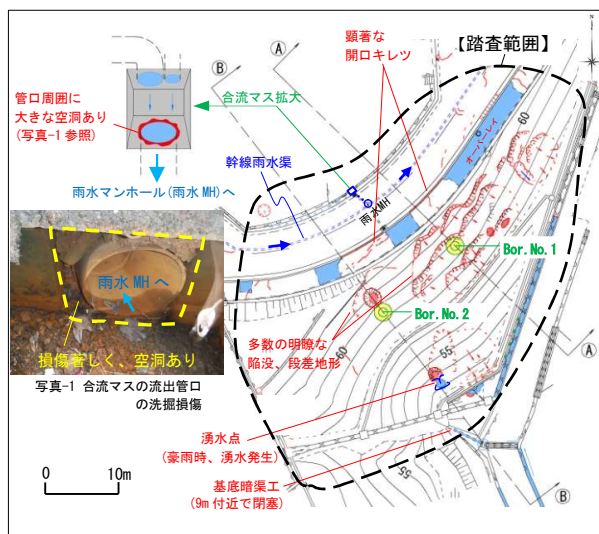 顕著な
開口キレツ
【踏査範囲】
Ⓐ
Ⓑ
管口周囲に
大きな空洞あり
(写真-1 参照)
合流マス拡大
60
オーバーレイ
雨水マンホール(雨水 MH)へ
幹線雨水渠
雨水MH
Bor.No.1
雨水 MH へ
Bor.No.2
損傷著しく、空洞あり
多数の明瞭な
陥没、段差地形
60
55
Ⓐ
写真-1 合流マスの流出管口
の洗掘損傷
湧水点
(豪雨時、湧水発生)
0 10m
基底暗渠工
(9m 付近で閉塞)
55
Ⓑ